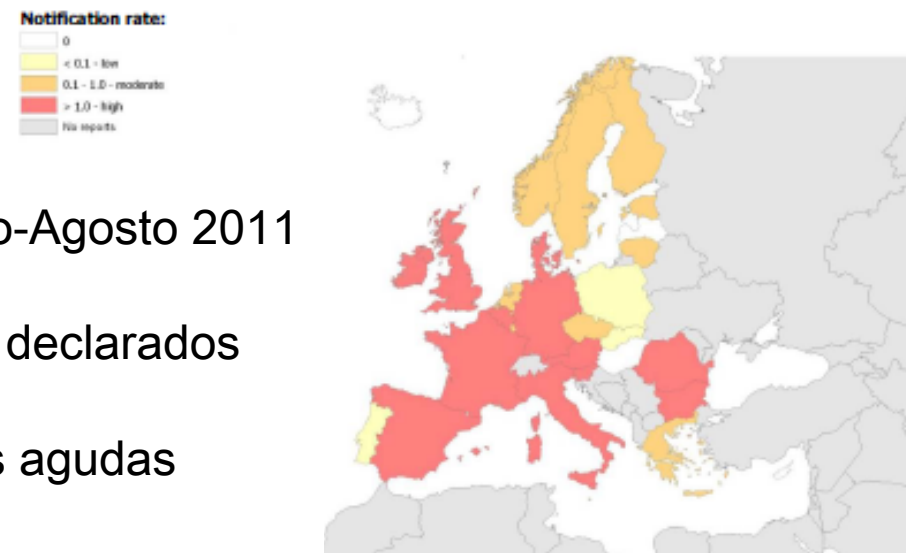 Notification rate:
0
< 0.1 - low
0.1 - 1.0 - moderate
> 1.0 - high
No reports
o-Agosto 2011
declarados
s agudas